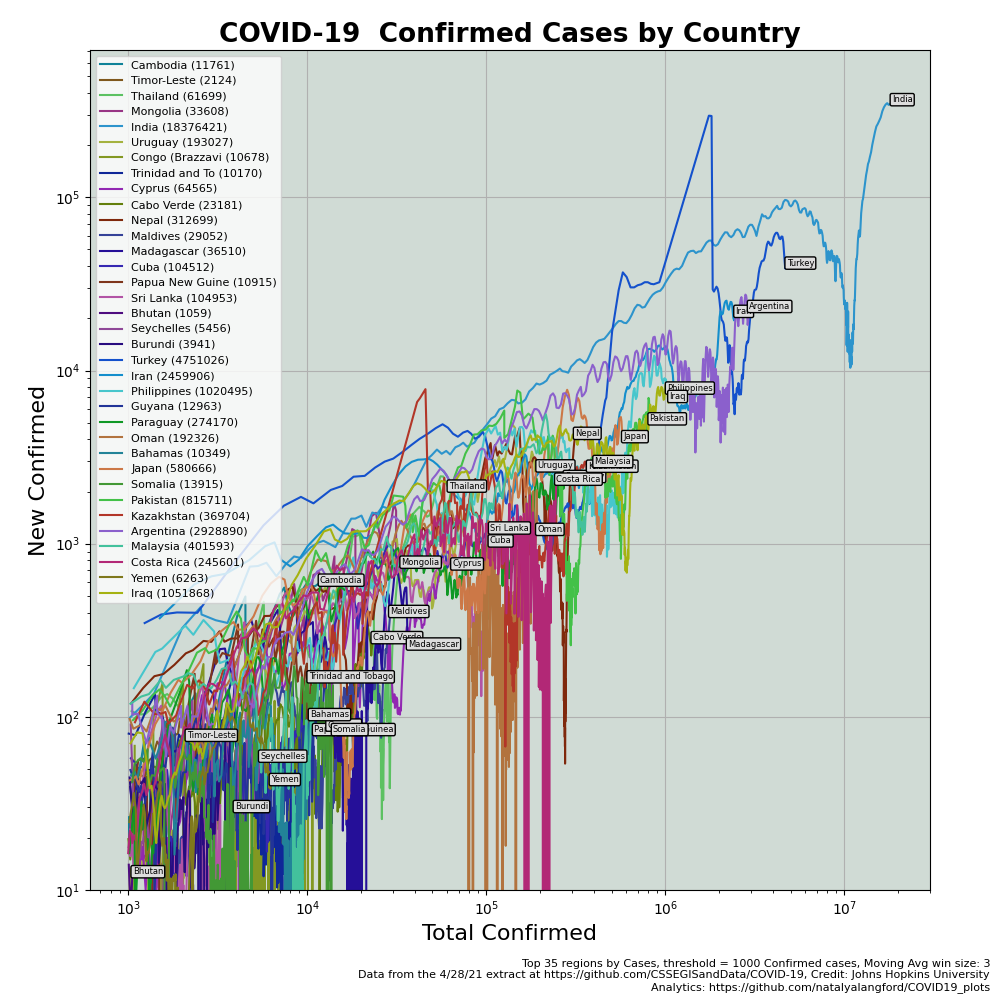 COVID-19  Confirmed Cases by Country
Cambodia (11761)
Timor-Leste (2124)
Thailand (61699)
Mongolia (33608)
India (18376421)
Uruguay (193027)
Congo (Brazzavi (10678)
Trinidad and To (10170)
Cyprus (64565)
Cabo Verde (23181)
Nepal (312699)
Maldives (29052)
Madagascar (36510)
Cuba (104512)
Papua New Guine (10915)
Sri Lanka (104953)
Bhutan (1059)
Seychelles (5456)
Burundi (3941)
Turkey (4751026)
Iran (2459906)
Philippines (1020495)
Guyana (12963)
Paraguay (274170)
Oman (192326)
Bahamas (10349)
Japan (580666)
Somalia (13915)
Pakistan (815711)
Kazakhstan (369704)
Argentina (2928890)
Malaysia (401593)
Costa Rica (245601)
Yemen (6263)
Iraq (1051868)
India
Turkey
Argentina
Philippines
Iraq
Pakistan
Nepal
Japan
Uruguay
Malaysia
Costa Rica
Thailand
Sri Lanka
Oman
Cuba
Mongolia
Cyprus
Cambodia
Maldives
Cabo Verde
Madagascar
Trinidad and Tobago
Bahamas
Somalia
Timor-Leste
Seychelles
Yemen
Burundi
Bhutan
New Confirmed
10⁵
10⁴
10³
10²
10¹
10³ 10⁴ 10⁵ 10⁶ 10⁷
Total Confirmed
Top 35 regions by Cases, threshold = 1000 Confirmed cases, Moving Avg win size: 3
Data from the 4/28/21 extract at https://github.com/CSSEGISandData/COVID-19, Credit: Johns Hopkins University
Analytics: https://github.com/natalyalangford/COVID19_plots